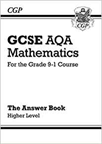 CGP
GCSE AQA
Mathematics
For the Grade 9-1 Course
The Answer Book
Higher Level